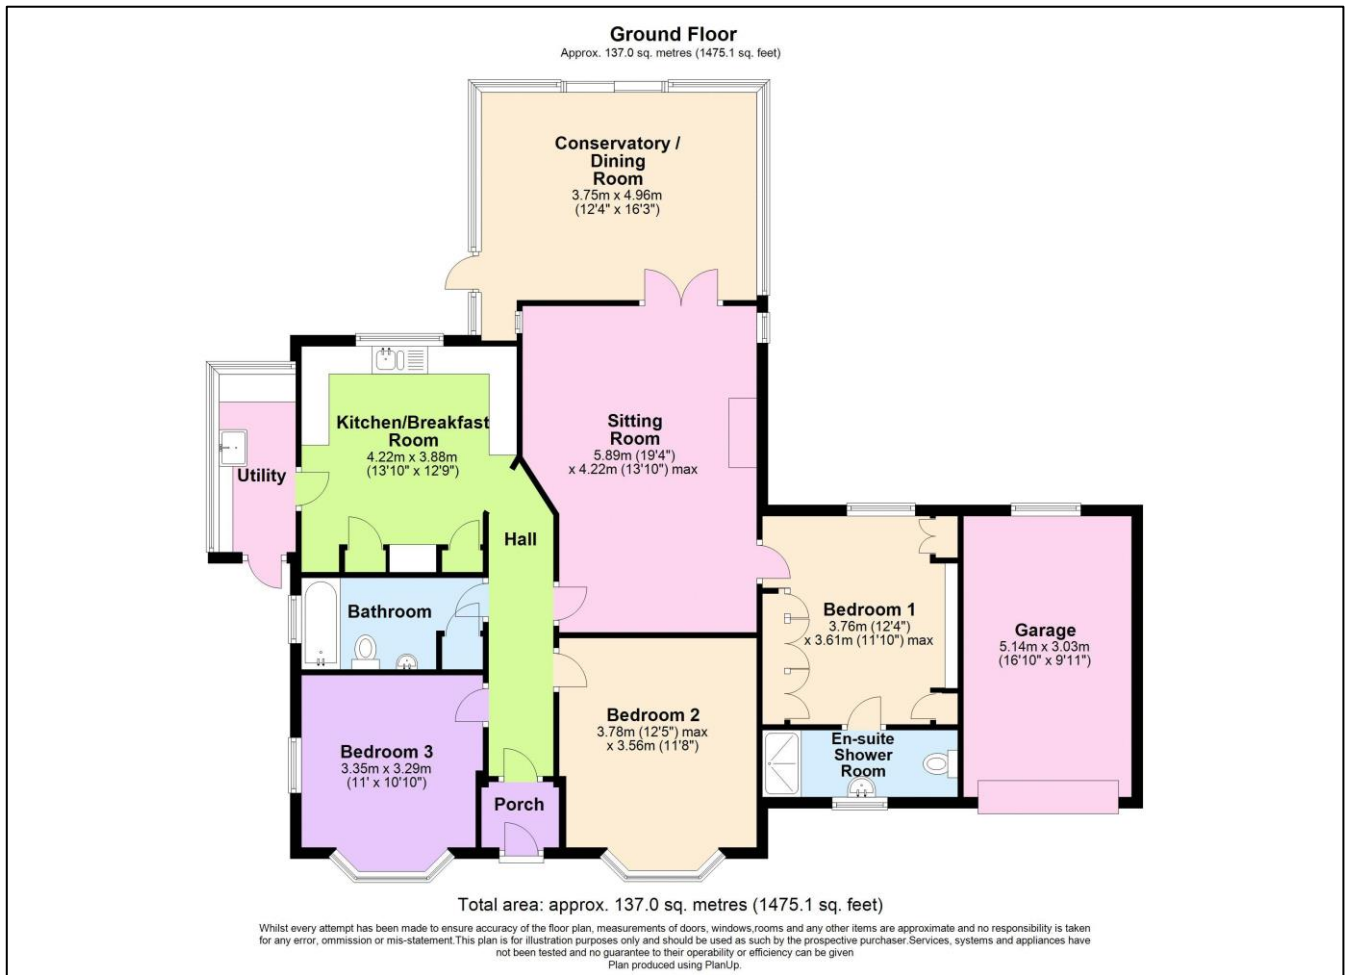 Ground Floor
Approx. 137.0 sq. metres (1475.1 sq. feet)
Conservatory /
Dining
Room
3.75m x 4.96m
(12'4" x 16'3")
Kitchen/Breakfast
Room
4.22m x 3.88m
(13'10" x 12'9")
Sitting
Room
5.89m (19'4")
x 4.22m (13'10") max
Utility
Hall
Bathroom
Bedroom 1
3.76m (12'4")
x 3.61m (11'10") max
Garage
5.14m x 3.03m
(16'10" x 9'11")
Bedroom 2
3.78m (12'5") max
x 3.56m (11'8")
En-suite
Shower
Room
Bedroom 3
3.35m x 3.29m
(11' x 10'10")
Porch
Total area: approx. 137.0 sq. metres (1475.1 sq. feet)
Whilst every attempt has been made to ensure accuracy of the floor plan, measurements of doors, windows,rooms and any other items are approximate and no responsibility is taken
for any error, ommission or mis-statement.This plan is for illustration purposes only and should be used as such by the prospective purchaser.Services, systems and appliances have
not been tested and no guarantee to their operability or efficiency can be given
Plan produced using PlanUp.